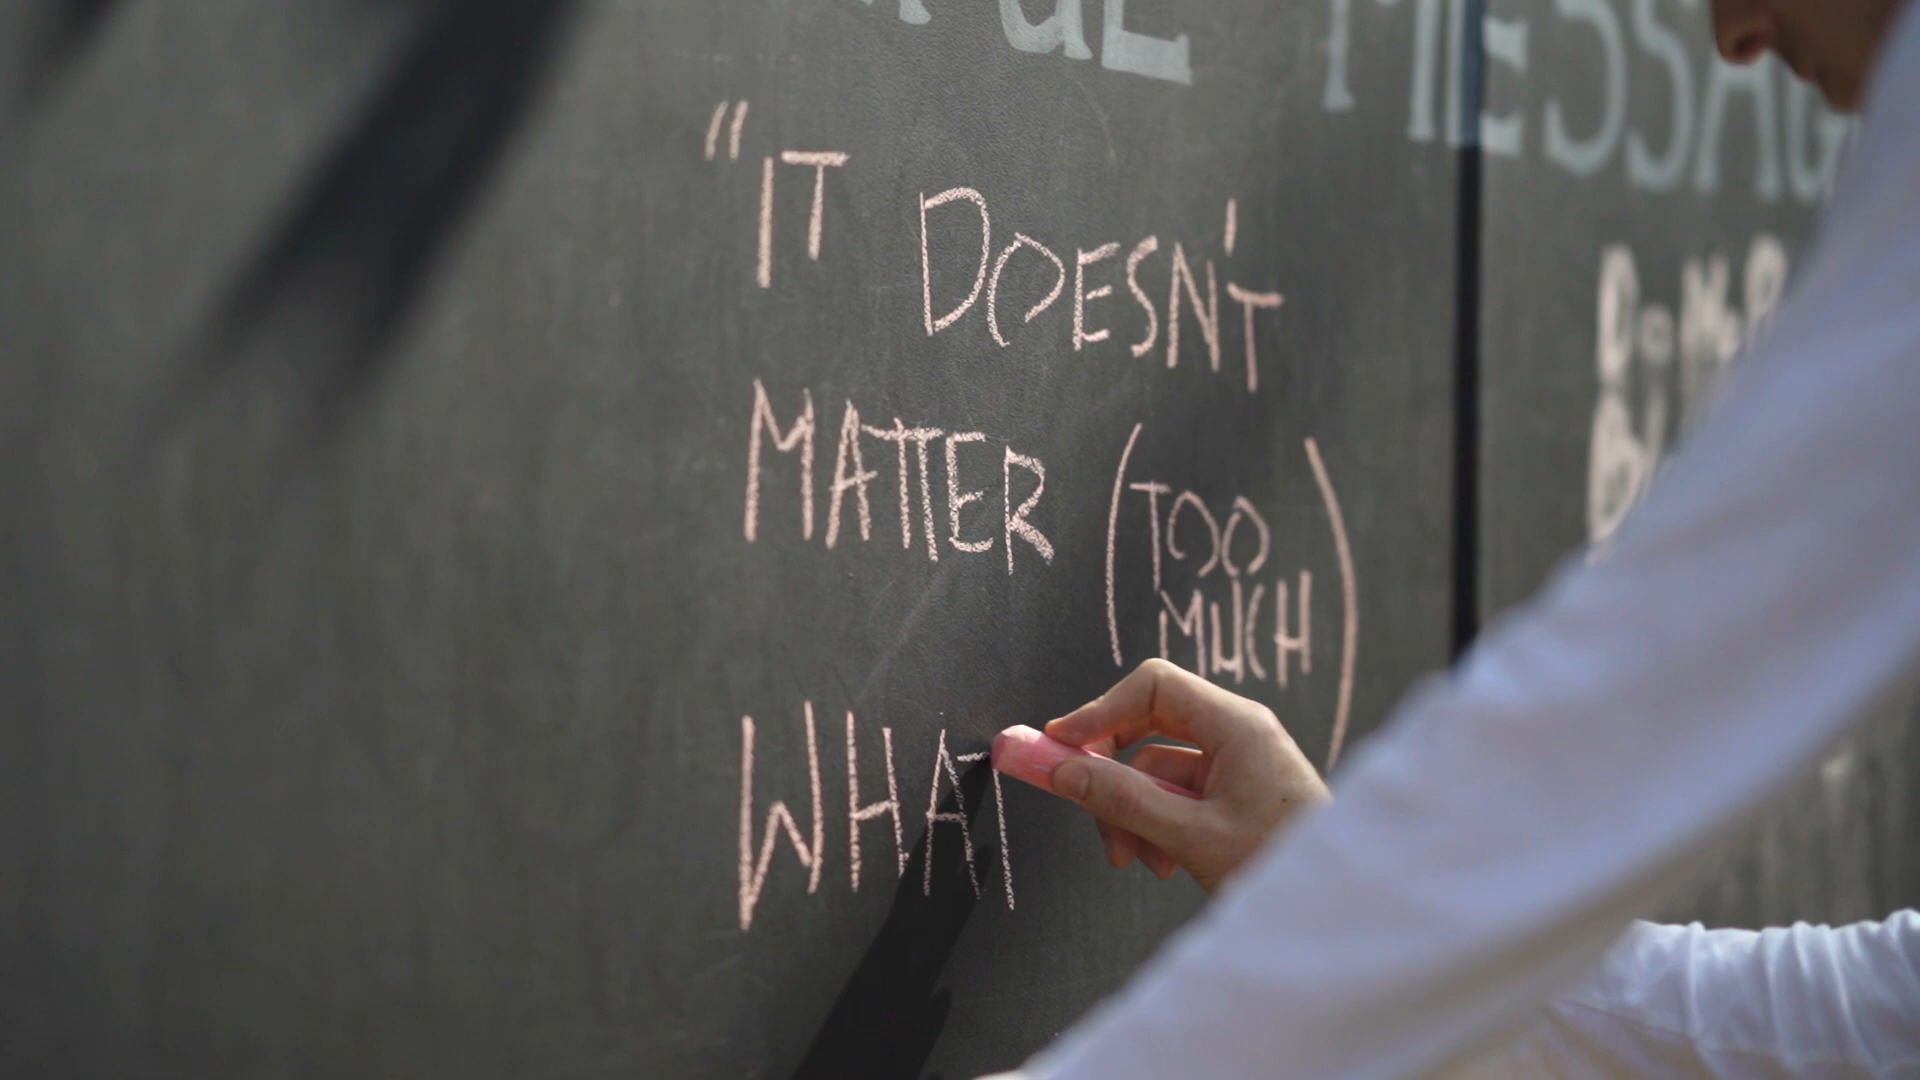 MESSAG
"IT DOESN'T
MATTER (TOO
MUCH)
WHAT